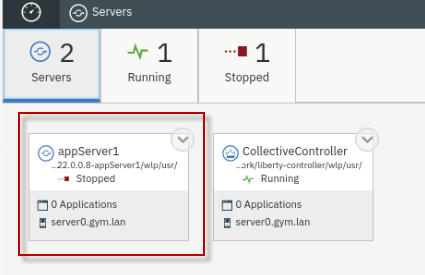 Servers
2
Servers
1
Running
1
Stopped
appServer1
...22.0.0.8-appServer1/wlp/usr/
Stopped
0 Applications
server0.gym.lan
CollectiveController
...ork/liberty-controller/wlp/usr/
Running
0 Applications
server0.gym.lan